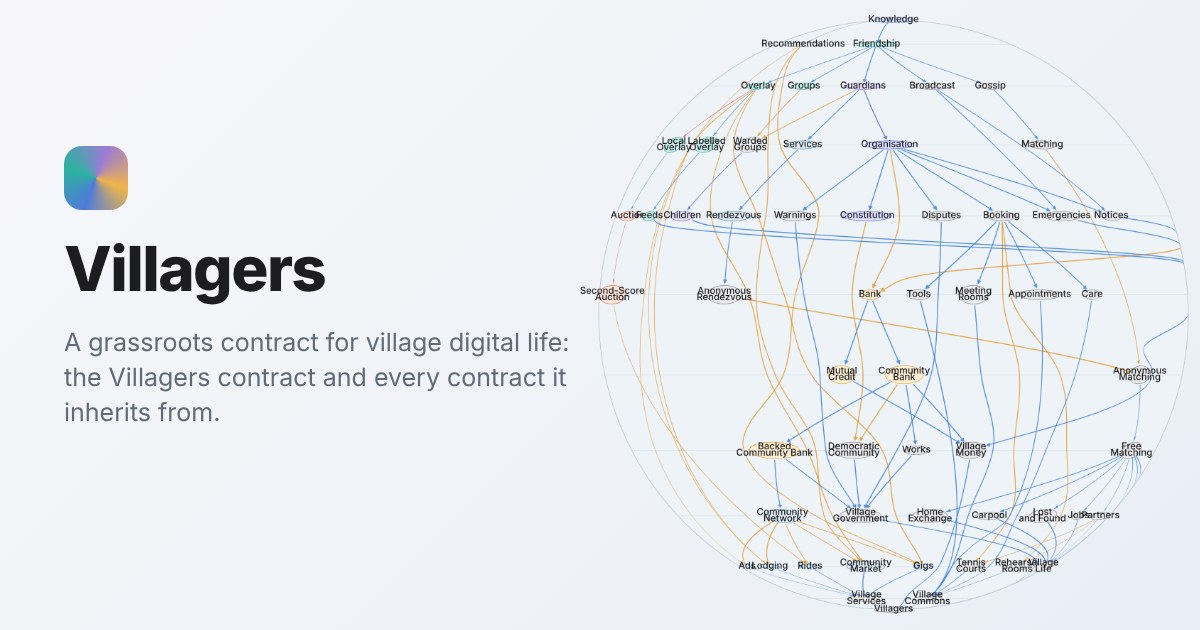 Villagers
A grassroots contract for village digital life:
the Villagers contract and every contract it
inherits from.
Knowledge
Recommendations
Friendship
Overlay
Groups
Guardians
Broadcast
Gossip
Local
Overlay
Labelled
Overlay
Warded
Groups
Services
Organisation
Matching
Auction
Feeds
Children
Rendezvous
Warnings
Constitution
Disputes
Booking
Emergencies
Notices
Second-Score
Auction
Anonymous
Rendezvous
Bank
Tools
Meeting
Rooms
Appointments
Care
Mutual
Credit
Community
Bank
Anonymous
Matching
Backed
Community Bank
Democratic
Community
Works
Village
Money
Free
Matching
Community
Network
Village
Government
Home
Exchange
Carpool
Lost
and Found
Jobs
Partners
Ads
Lodging
Rides
Community
Market
Gigs
Tennis
Courts
Rehearsal
Rooms
Village
Life
Village
Services
Village
Commons
Villagers